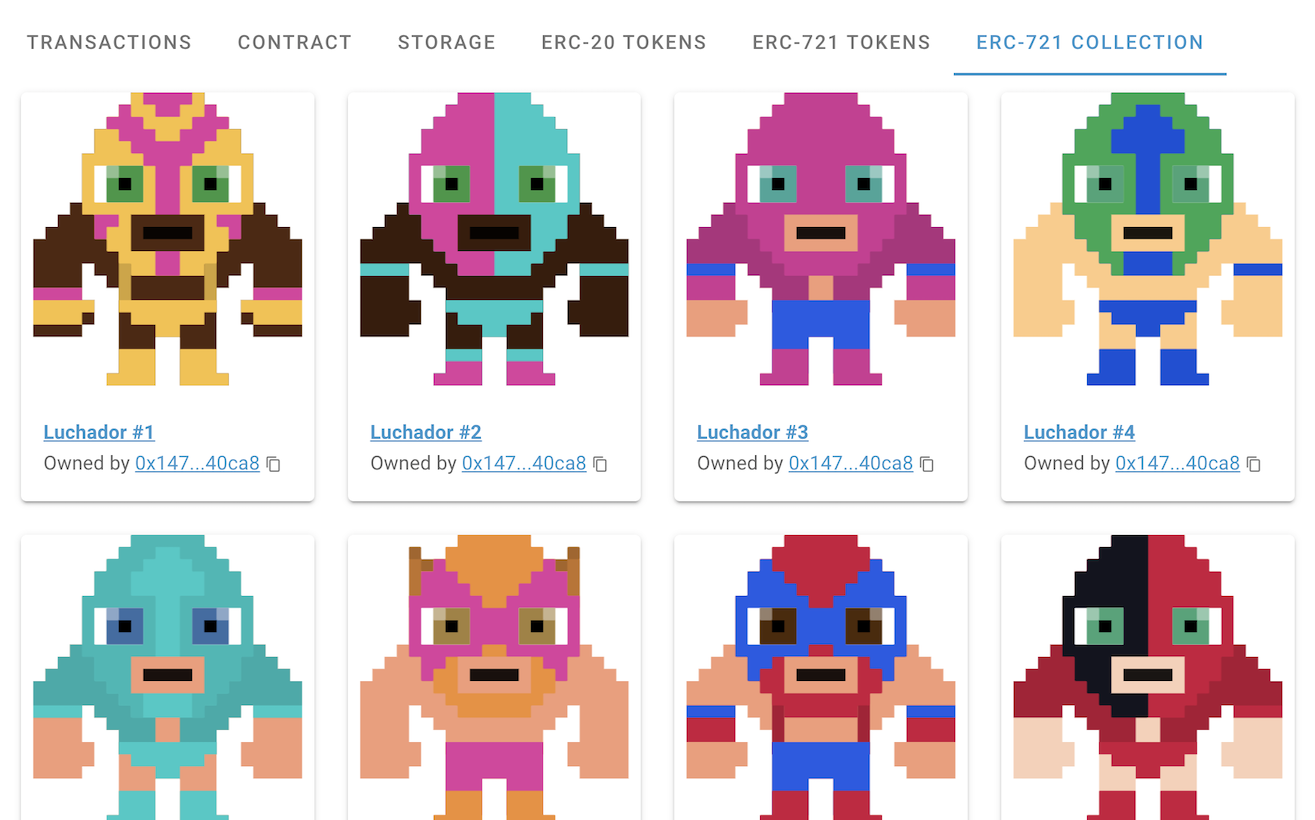 TRANSACTIONS CONTRACT STORAGE ERC-20 TOKENS ERC-721 TOKENS ERC-721 COLLECTION
Luchador #1
Owned by 0x147...40ca8
Luchador #2
Owned by 0x147...40ca8
Luchador #3
Owned by 0x147...40ca8
Luchador #4
Owned by 0x147...40ca8